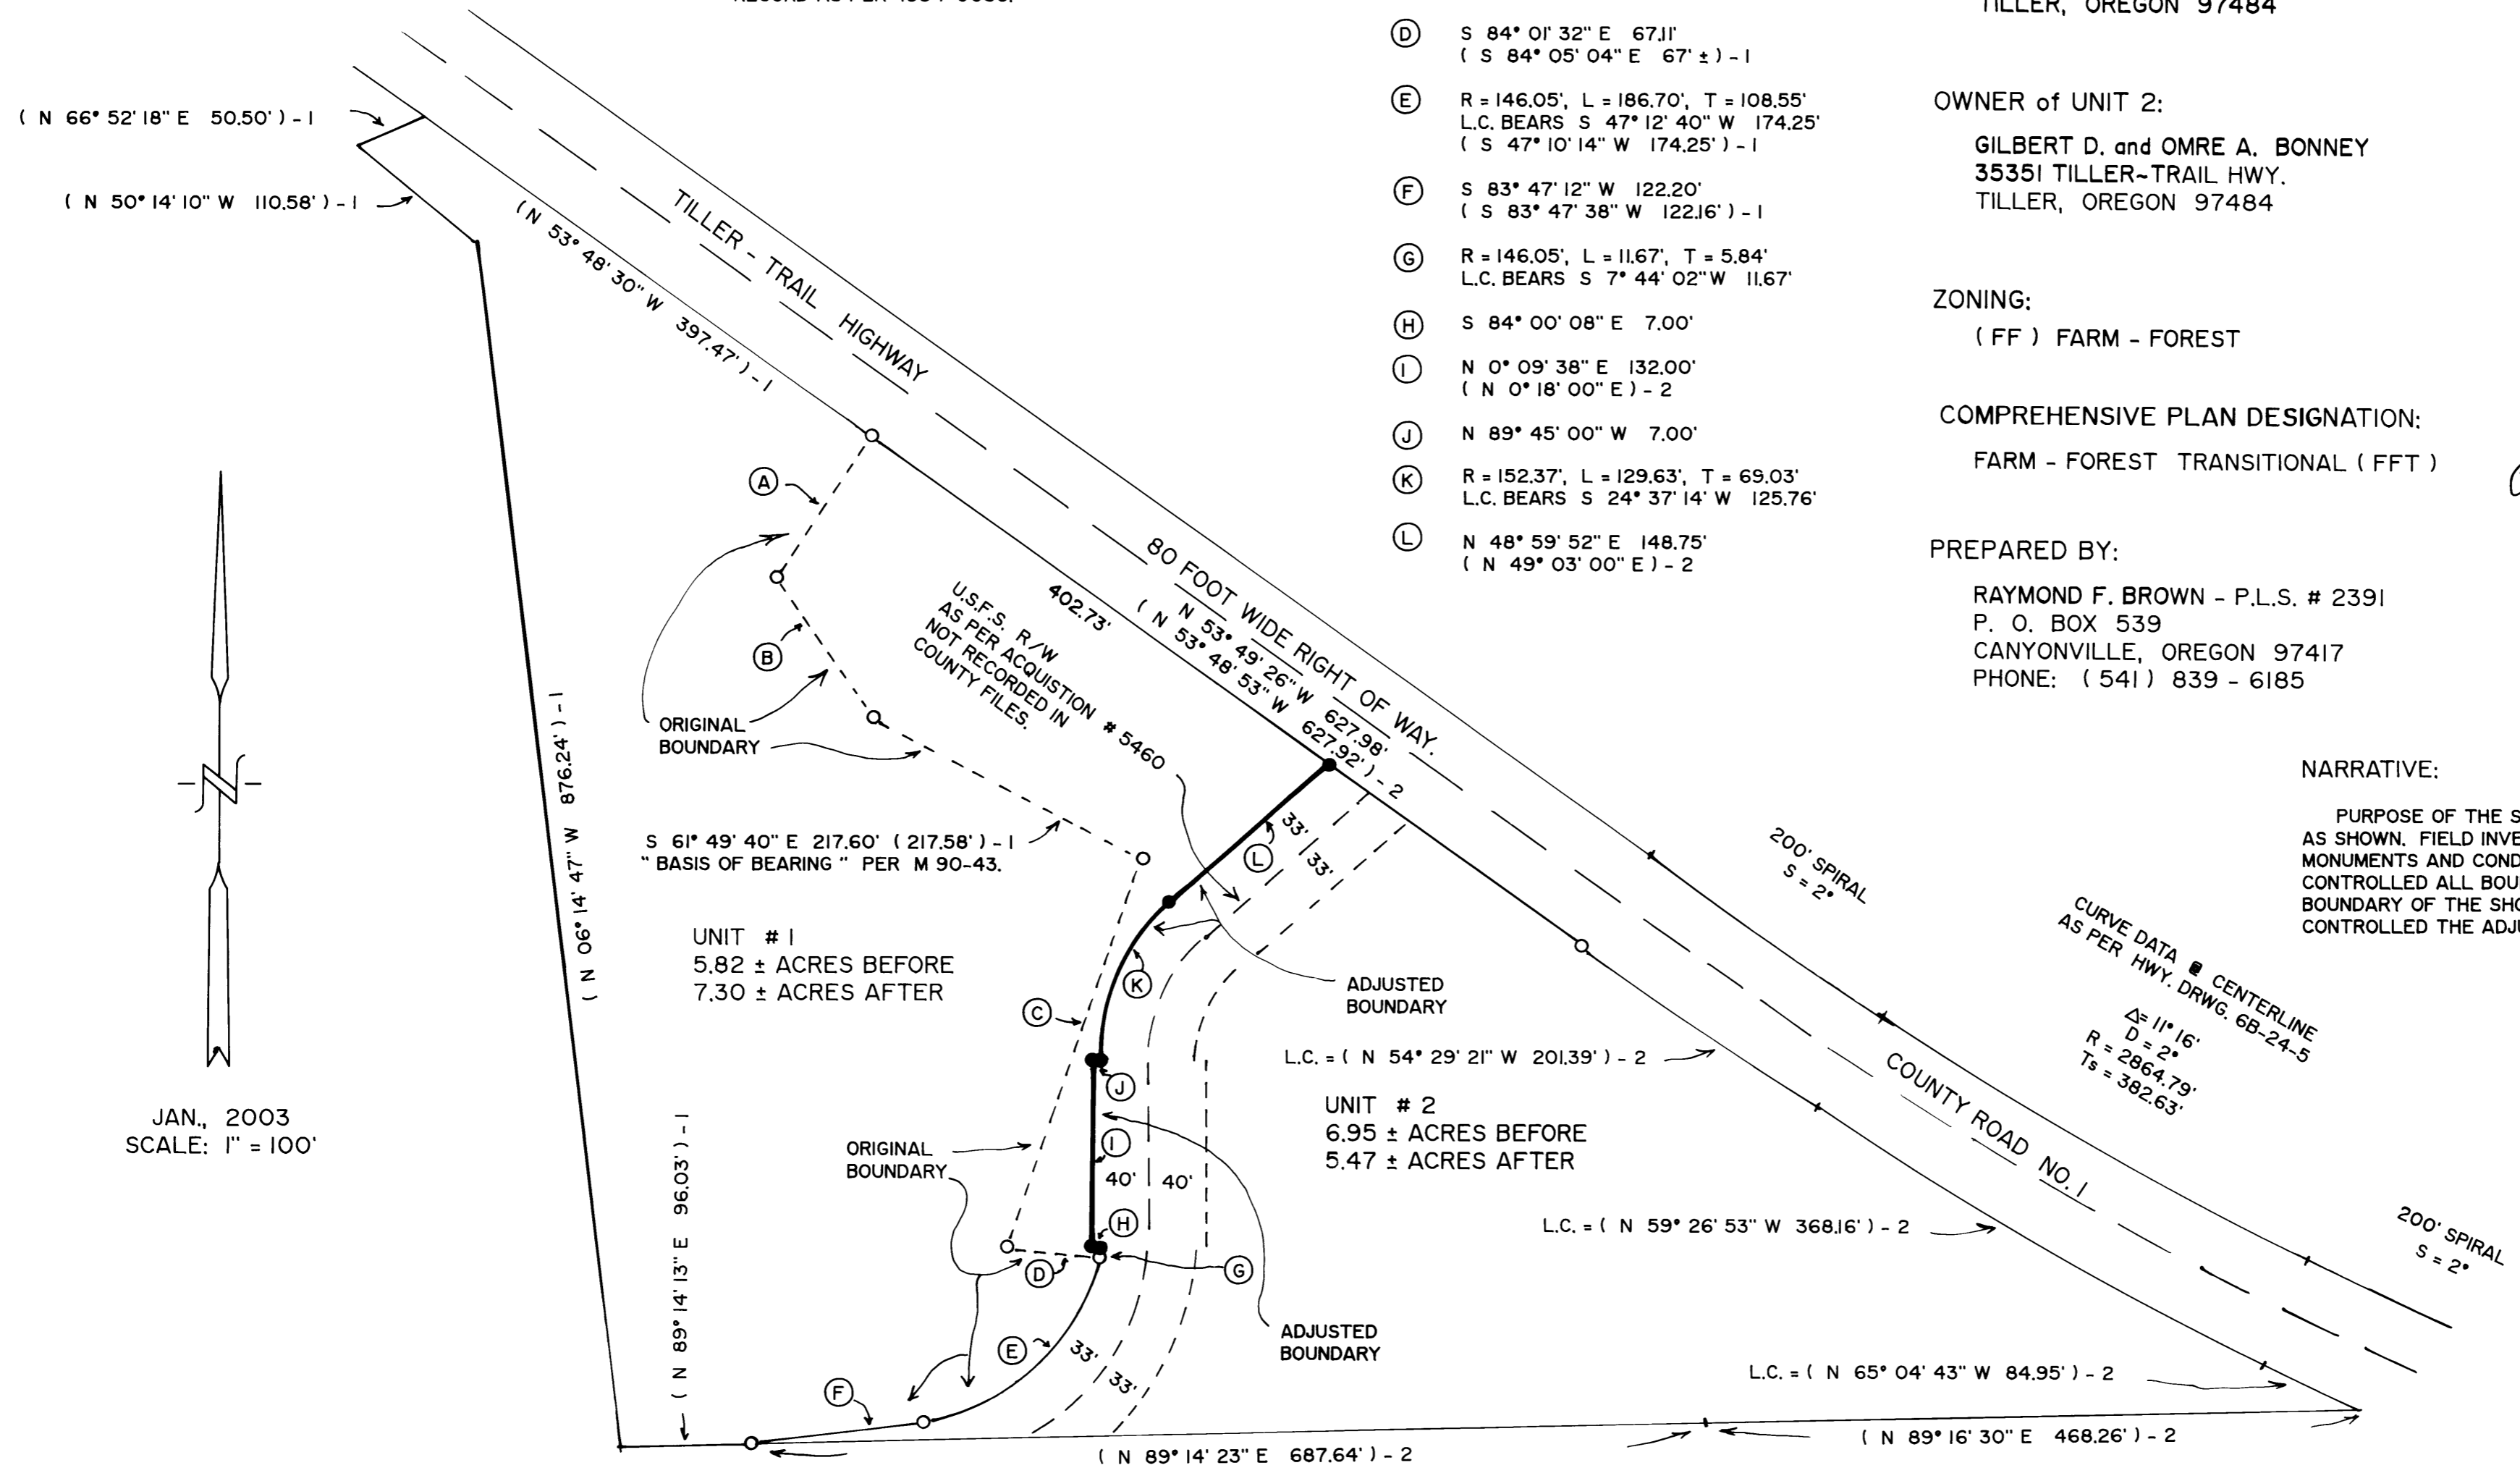 ( N 66° 52' 18" E 50.50' ) - 1
( N 50° 14' 10" W 110.58' ) - 1
( N 53° 48' 30" W 397.47' ) - 1
TILLER - TRAIL HIGHWAY
80 FOOT WIDE RIGHT OF WAY.
N 53° 49' 26" W 627.98'
( N 53° 48' 53" W 627.92' ) - 2
402.73'
U.S.F.S. R/W
AS PER ACQUISTION # 5460
NOT RECORDED IN
COUNTY FILES.
A
B
ORIGINAL
BOUNDARY
( N 06° 14' 47" W 876.24' ) - 1
S 61° 49' 40" E 217.60' ( 217.58' ) - 1
" BASIS OF BEARING " PER M 90-43.
UNIT # 1
5.82 ± ACRES BEFORE
7.30 ± ACRES AFTER
33'
33'
L
K
C
ADJUSTED
BOUNDARY
J
I
ORIGINAL
BOUNDARY
40'
40'
H
D
G
E
33'
33'
F
ADJUSTED
BOUNDARY
( N 89° 14' 13" E 96.03' ) - 1
N
JAN., 2003
SCALE: 1" = 100'
L.C. = ( N 54° 29' 21" W 201.39' ) - 2
UNIT # 2
6.95 ± ACRES BEFORE
5.47 ± ACRES AFTER
L.C. = ( N 59° 26' 53" W 368.16' ) - 2
L.C. = ( N 65° 04' 43" W 84.95' ) - 2
( N 89° 14' 23" E 687.64' ) - 2
( N 89° 16' 30" E 468.26' ) - 2
COUNTY ROAD NO. 1
200' SPIRAL
S = 2°
CURVE DATA @ CENTERLINE
AS PER HWY. DRWG. 6B-24-5
Δ= 11° 16'
D = 2°
R = 2864.79'
Ts = 382.63'
200' SPIRAL
S = 2°
D S 84° 01' 32" E 67.11'
( S 84° 05' 04" E 67' ± ) - 1
E R = 146.05', L = 186.70', T = 108.55'
L.C. BEARS S 47° 12' 40" W 174.25'
( S 47° 10' 14" W 174.25' ) - 1
F S 83° 47' 12" W 122.20'
( S 83° 47' 38" W 122.16' ) - 1
G R = 146.05', L = 11.67', T = 5.84'
L.C. BEARS S 7° 44' 02" W 11.67'
H S 84° 00' 08" E 7.00'
I N 0° 09' 38" E 132.00'
( N 0° 18' 00" E ) - 2
J N 89° 45' 00" W 7.00'
K R = 152.37', L = 129.63', T = 69.03'
L.C. BEARS S 24° 37' 14' W 125.76'
L N 48° 59' 52" E 148.75'
( N 49° 03' 00" E ) - 2
TILLER, OREGON 97484
OWNER of UNIT 2:
GILBERT D. and OMRE A. BONNEY
35351 TILLER~TRAIL HWY.
TILLER, OREGON 97484
ZONING:
( FF ) FARM - FOREST
COMPREHENSIVE PLAN DESIGNATION:
FARM - FOREST TRANSITIONAL ( FFT )
PREPARED BY:
RAYMOND F. BROWN - P.L.S. # 2391
P. O. BOX 539
CANYONVILLE, OREGON 97417
PHONE: ( 541 ) 839 - 6185
NARRATIVE:
PURPOSE OF THE S
AS SHOWN. FIELD INVE
MONUMENTS AND COND
CONTROLLED ALL BOU
BOUNDARY OF THE SHO
CONTROLLED THE ADJU